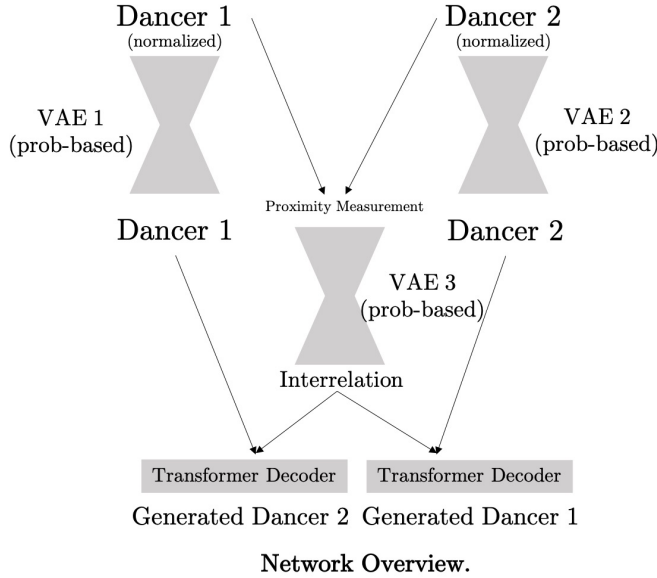 Dancer 1
(normalized)
Dancer 2
(normalized)
VAE 1
(prob-based)
VAE 2
(prob-based)
Proximity Measurement
Dancer 1
Dancer 2
VAE 3
(prob-based)
Interrelation
Transformer Decoder
Transformer Decoder
Generated Dancer 2
Generated Dancer 1
Network Overview.